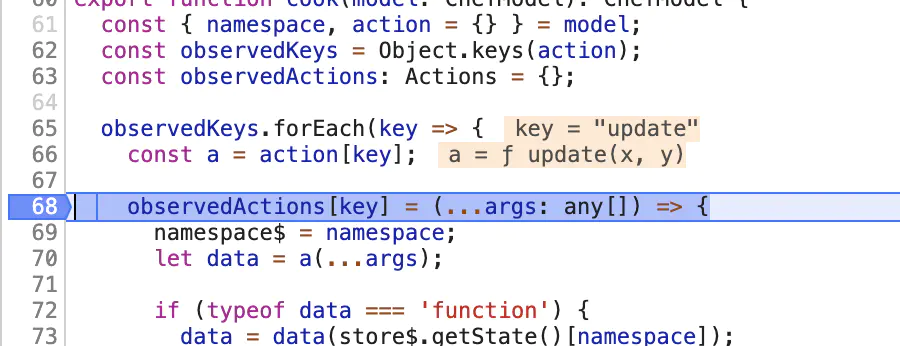 60 export function cook(model: ChefModel): ChefModel {
61 const { namespace, action = {} } = model;
62 const observedKeys = Object.keys(action);
63 const observedActions: Actions = {};
64
65 observedKeys.forEach(key => { key = "update"
66 const a = action[key]; a = ƒ update(x, y)
67
68 observedActions[key] = (...args: any[]) => {
69 namespace$ = namespace;
70 let data = a(...args);
71
72 if (typeof data === 'function') {
73 data = data(store$.getState()[namespace]);